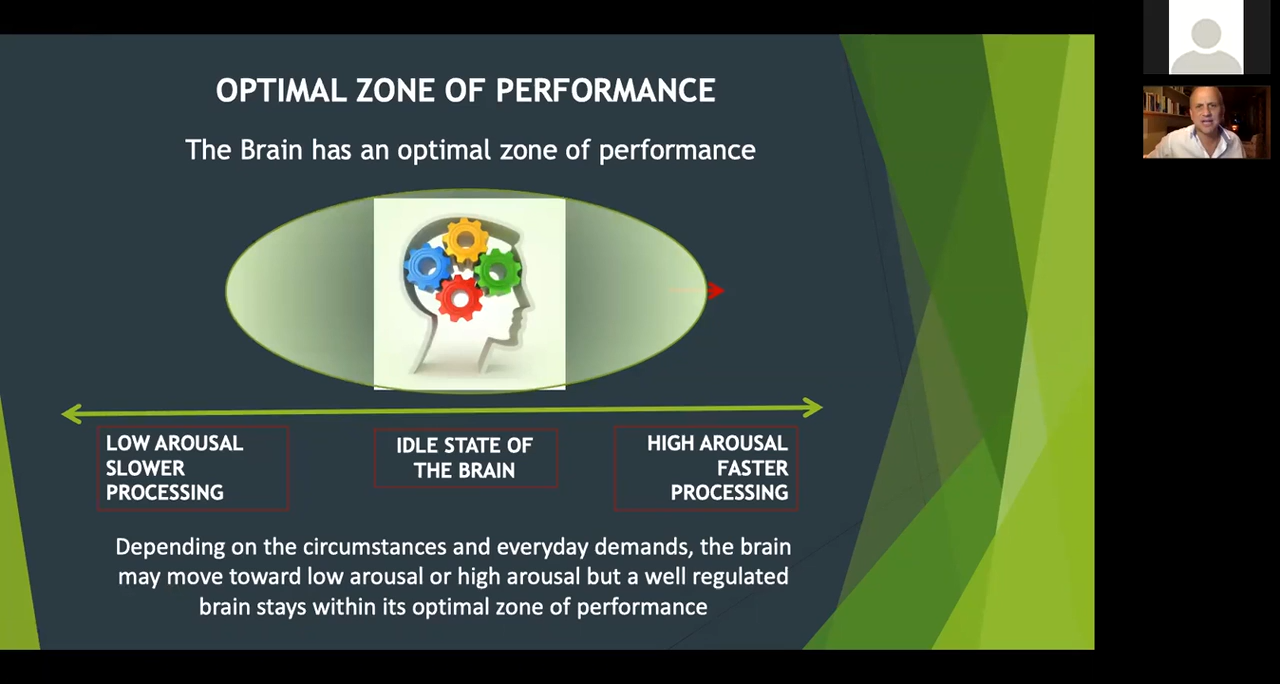 OPTIMAL ZONE OF PERFORMANCE
The Brain has an optimal zone of performance
LOW AROUSAL
SLOWER
PROCESSING
IDLE STATE OF
THE BRAIN
HIGH AROUSAL
FASTER
PROCESSING
Depending on the circumstances and everyday demands, the brain
may move toward low arousal or high arousal but a well regulated
brain stays within its optimal zone of performance